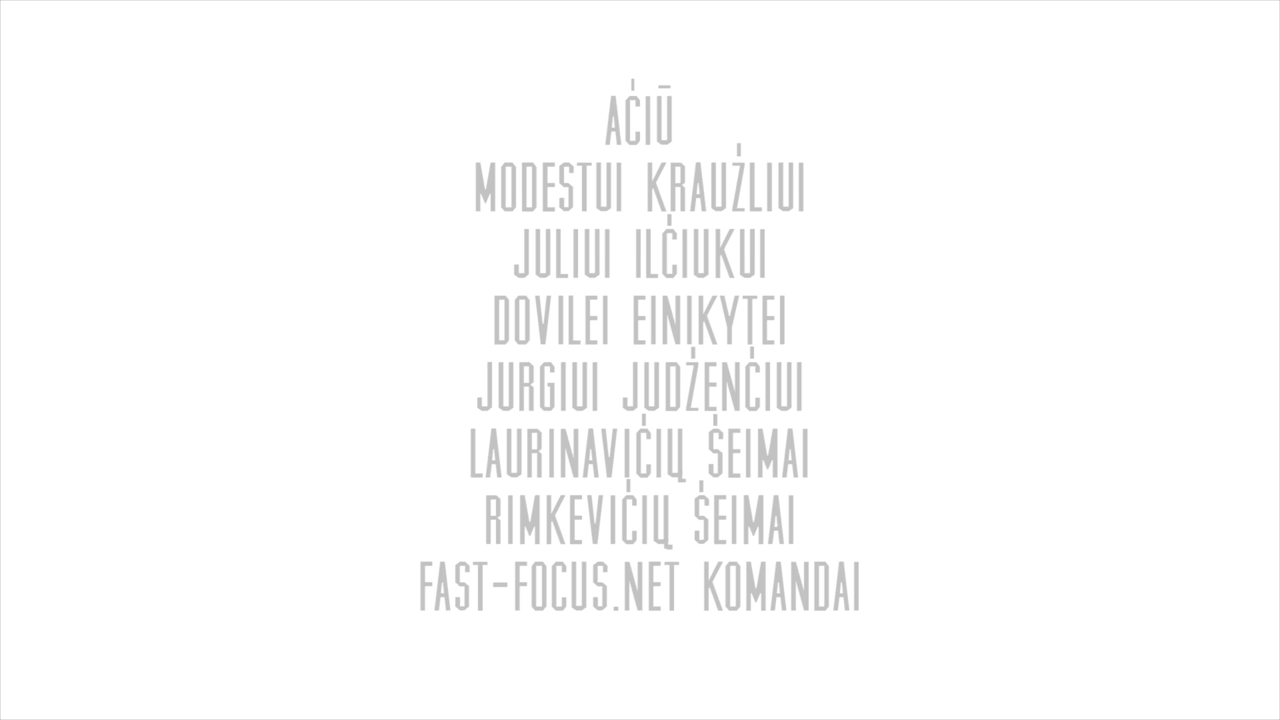 AČIŪ
MODESTUI KRAUŽLIUI
JULIUI ILČIUKUI
DOVILEI EINIKYTEI
JURGIUI JUDŽENČIUI
LAURINAVIČIŲ ŠEIMAI
RIMKEVIČIŲ ŠEIMAI
FAST-FOCUS.NET KOMANDAI